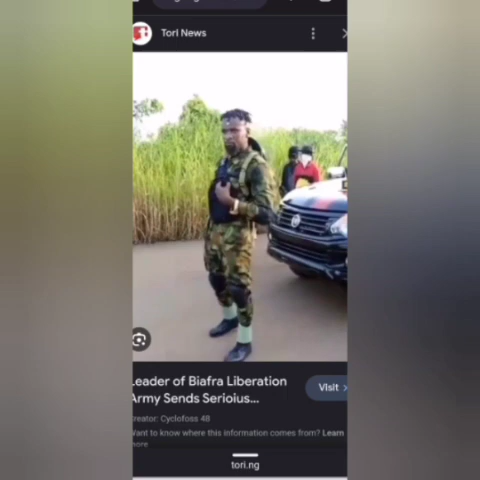 Tori News
Leader of Biafra Liberation
Army Sends Serioius...
Visit
Creator: Cyclofoss 48
Want to know where this information comes from? Learn
more
tori.ng